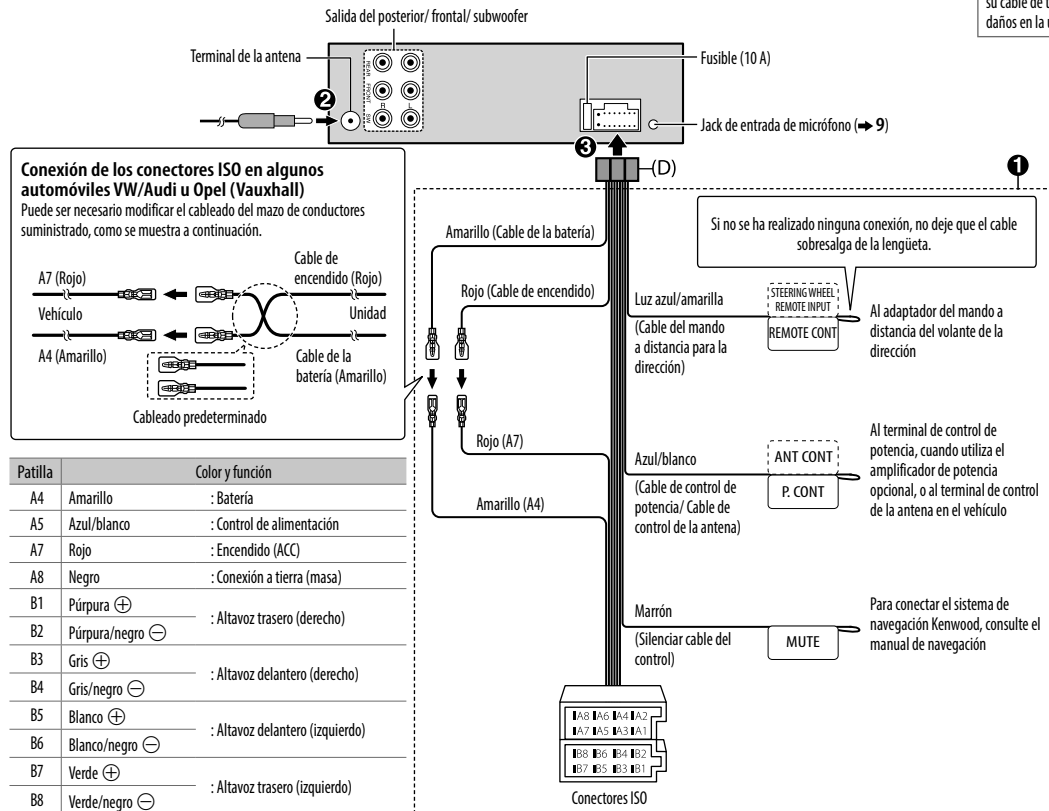 su cable de
daños en la
Salida del posterior/ frontal/ subwoofer
Terminal de la antena
Fusible (10 A)
REAR
FRONT
R L
SW
2
3
Jack de entrada de micrófono (➜ 9)
(D)
1
Conexión de los conectores ISO en algunos
automóviles VW/Audi u Opel (Vauxhall)
Puede ser necesario modificar el cableado del mazo de conductores
suministrado, como se muestra a continuación.
A7 (Rojo)
Cable de
encendido (Rojo)
Vehículo
Unidad
A4 (Amarillo)
Cable de la
batería (Amarillo)
Cableado predeterminado
Amarillo (Cable de la batería)
Rojo (Cable de encendido)
Rojo (A7)
Amarillo (A4)
Si no se ha realizado ninguna conexión, no deje que el cable
sobresalga de la lengüeta.
Luz azul/amarilla
(Cable del mando
a distancia para la
dirección)
STEERING WHEEL
REMOTE INPUT
REMOTE CONT
Al adaptador del mando a
distancia del volante de la
dirección
Azul/blanco
(Cable de control de
potencia/ Cable de
control de la antena)
ANT CONT
P. CONT
Al terminal de control de
potencia, cuando utiliza el
amplificador de potencia
opcional, o al terminal de control
de la antena en el vehículo
Marrón
(Silenciar cable del
control)
MUTE
Para conectar el sistema de
navegación Kenwood, consulte el
manual de navegación
Patilla Color y función
A4 Amarillo : Batería
A5 Azul/blanco : Control de alimentación
A7 Rojo : Encendido (ACC)
A8 Negro : Conexión a tierra (masa)
B1 Púrpura ⊕ : Altavoz trasero (derecho)
B2 Púrpura/negro ⊖
B3 Gris ⊕ : Altavoz delantero (derecho)
B4 Gris/negro ⊖
B5 Blanco ⊕ : Altavoz delantero (izquierdo)
B6 Blanco/negro ⊖
B7 Verde ⊕ : Altavoz trasero (izquierdo)
B8 Verde/negro ⊖
A8 A6 A4 A2
A7 A5 A3 A1
B8 B6 B4 B2
B7 B5 B3 B1
Conectores ISO